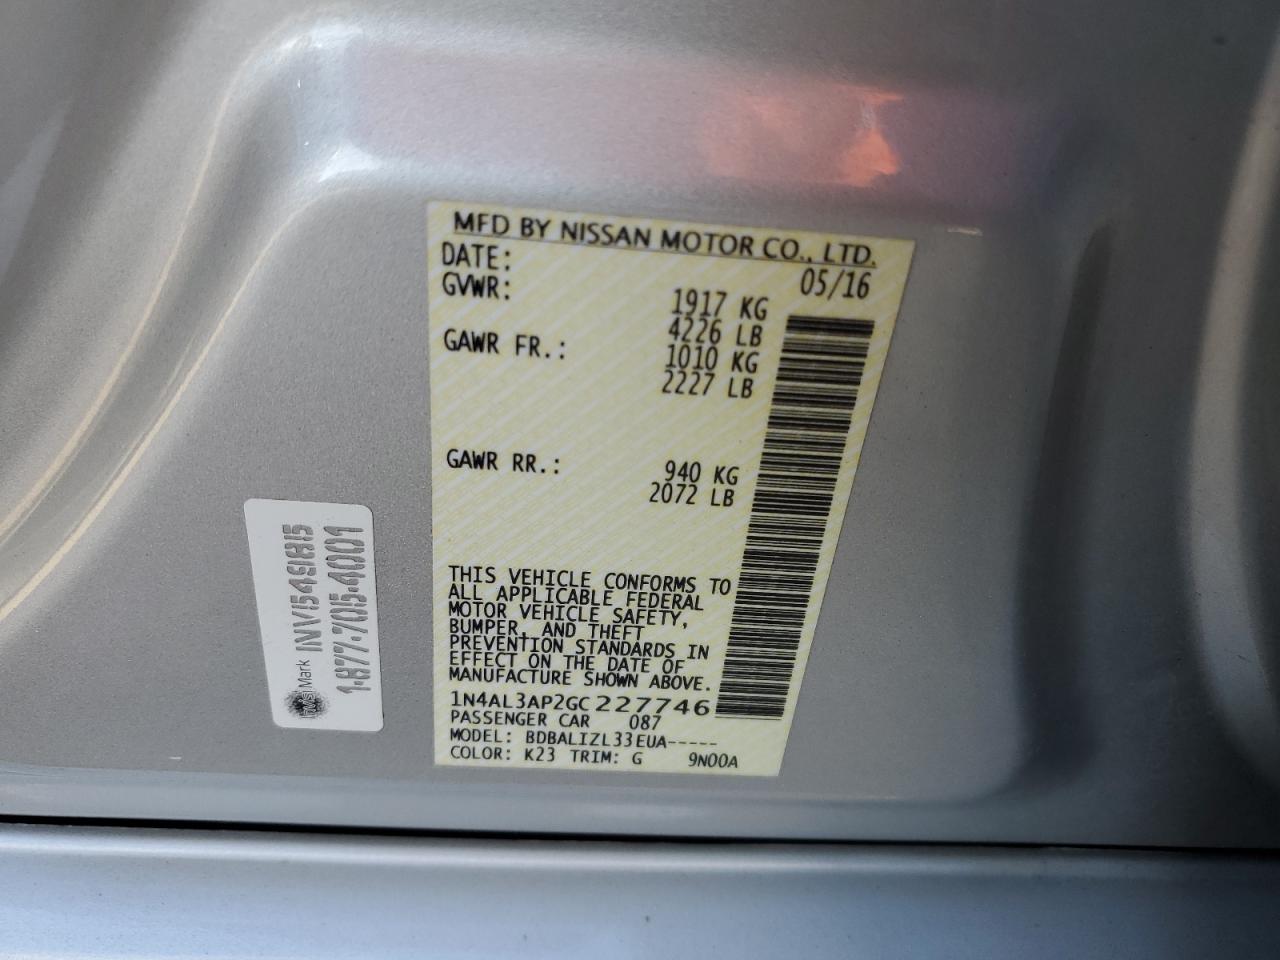 MFD BY NISSAN MOTOR CO., LTD.
DATE: 05/16
GVWR: 1917 KG
4226 LB
GAWR FR.: 1010 KG
2227 LB
GAWR RR.: 940 KG
2072 LB
THIS VEHICLE CONFORMS TO
ALL APPLICABLE FEDERAL
MOTOR VEHICLE SAFETY,
BUMPER, AND THEFT
PREVENTION STANDARDS IN
EFFECT ON THE DATE OF
MANUFACTURE SHOWN ABOVE.
1N4AL3AP2GC227746
PASSENGER CAR 087
MODEL: BDBALIZL33EUA-----
COLOR: K23 TRIM: G 9N00A
Mark INV549885
1-877-705-4001